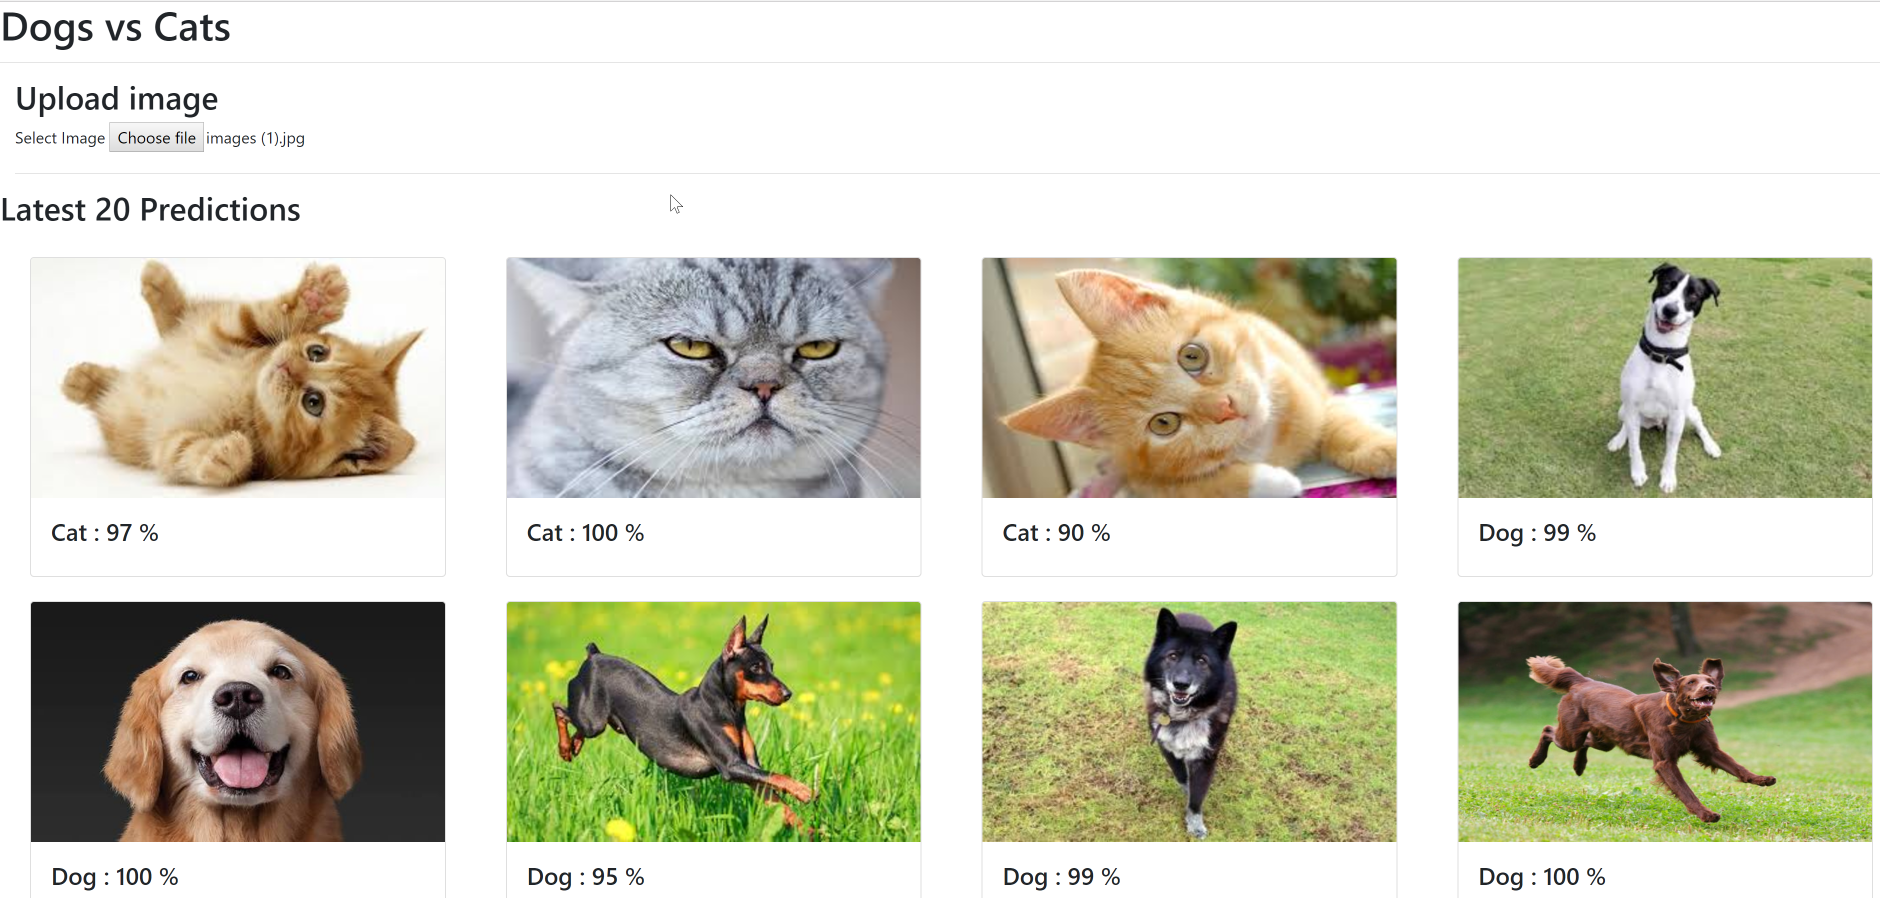 Dogs vs Cats
Upload image
Select Image Choose file images (1).jpg
Latest 20 Predictions
Cat : 97 %
Cat : 100 %
Cat : 90 %
Dog : 99 %
Dog : 100 %
Dog : 95 %
Dog : 99 %
Dog : 100 %